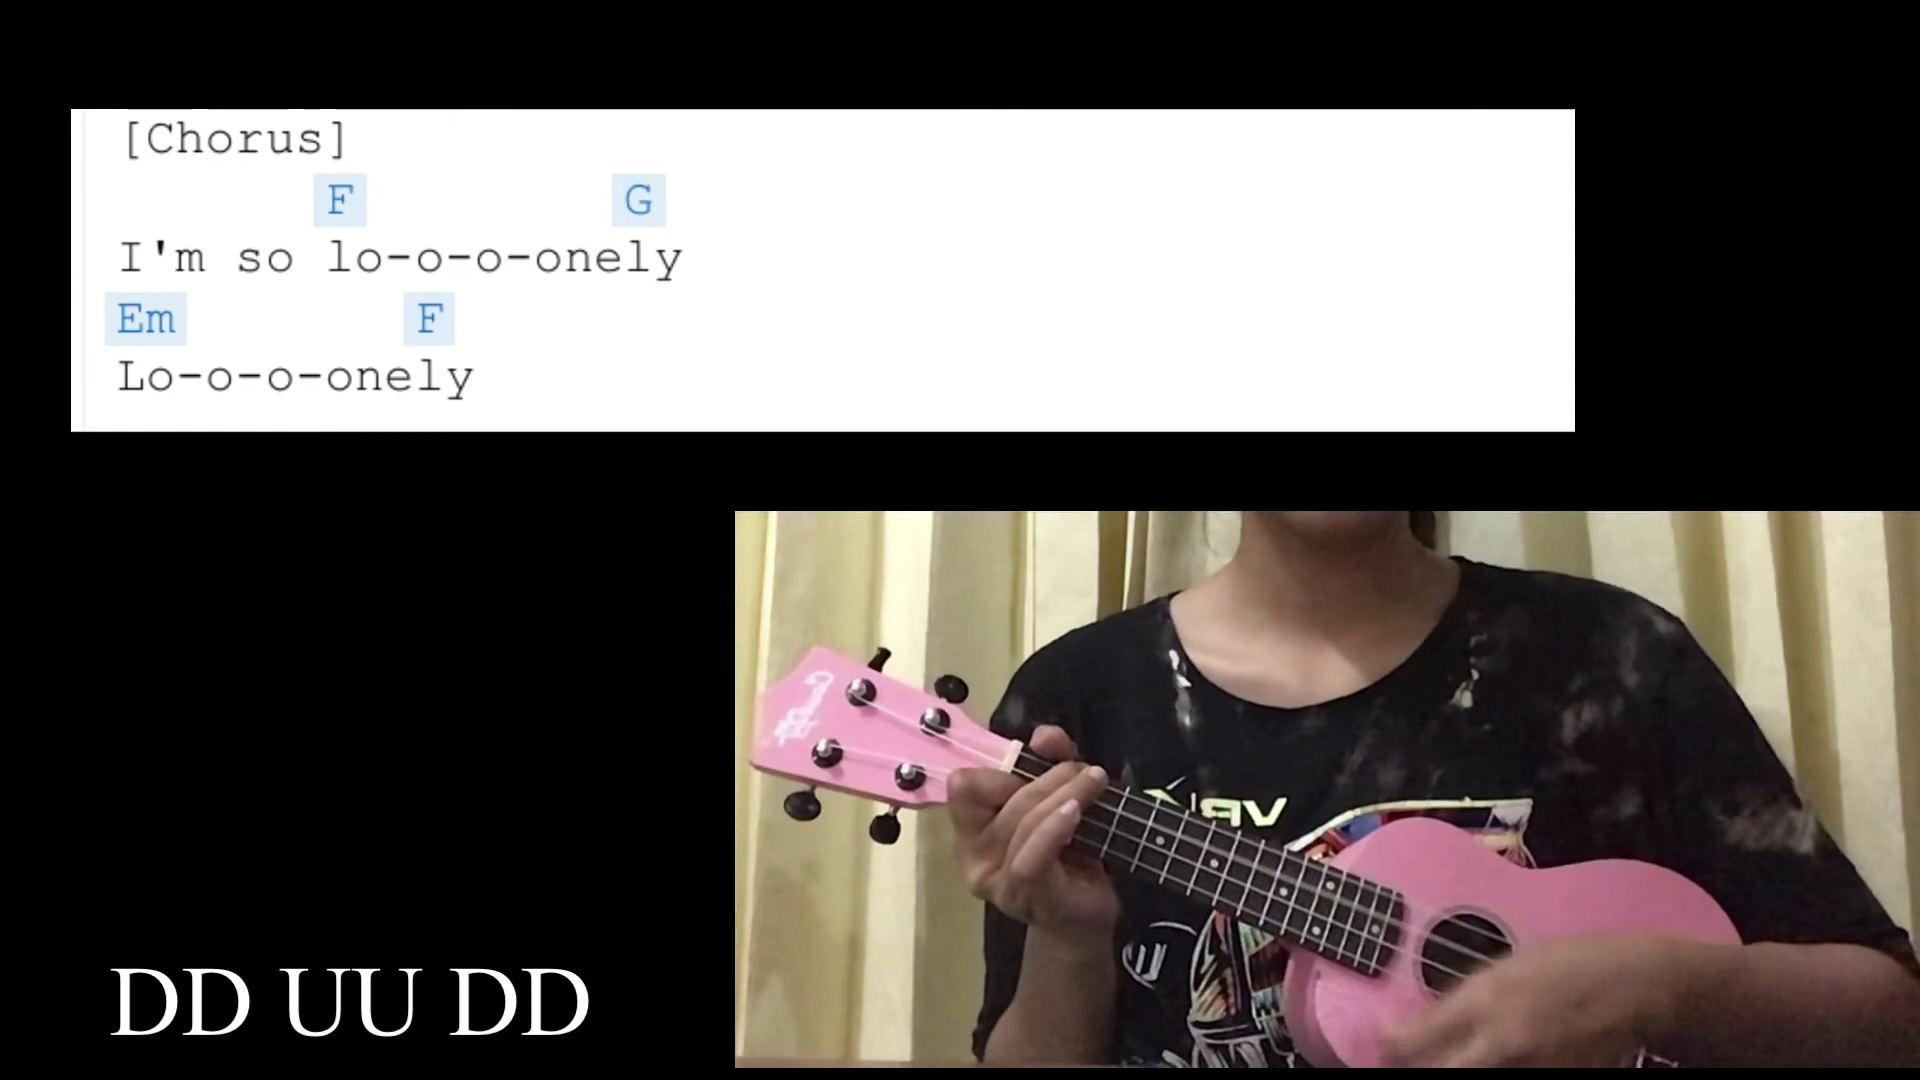 [Chorus]
F G
I'm so lo-o-o-onely
Em F
Lo-o-o-onely
DD UU DD